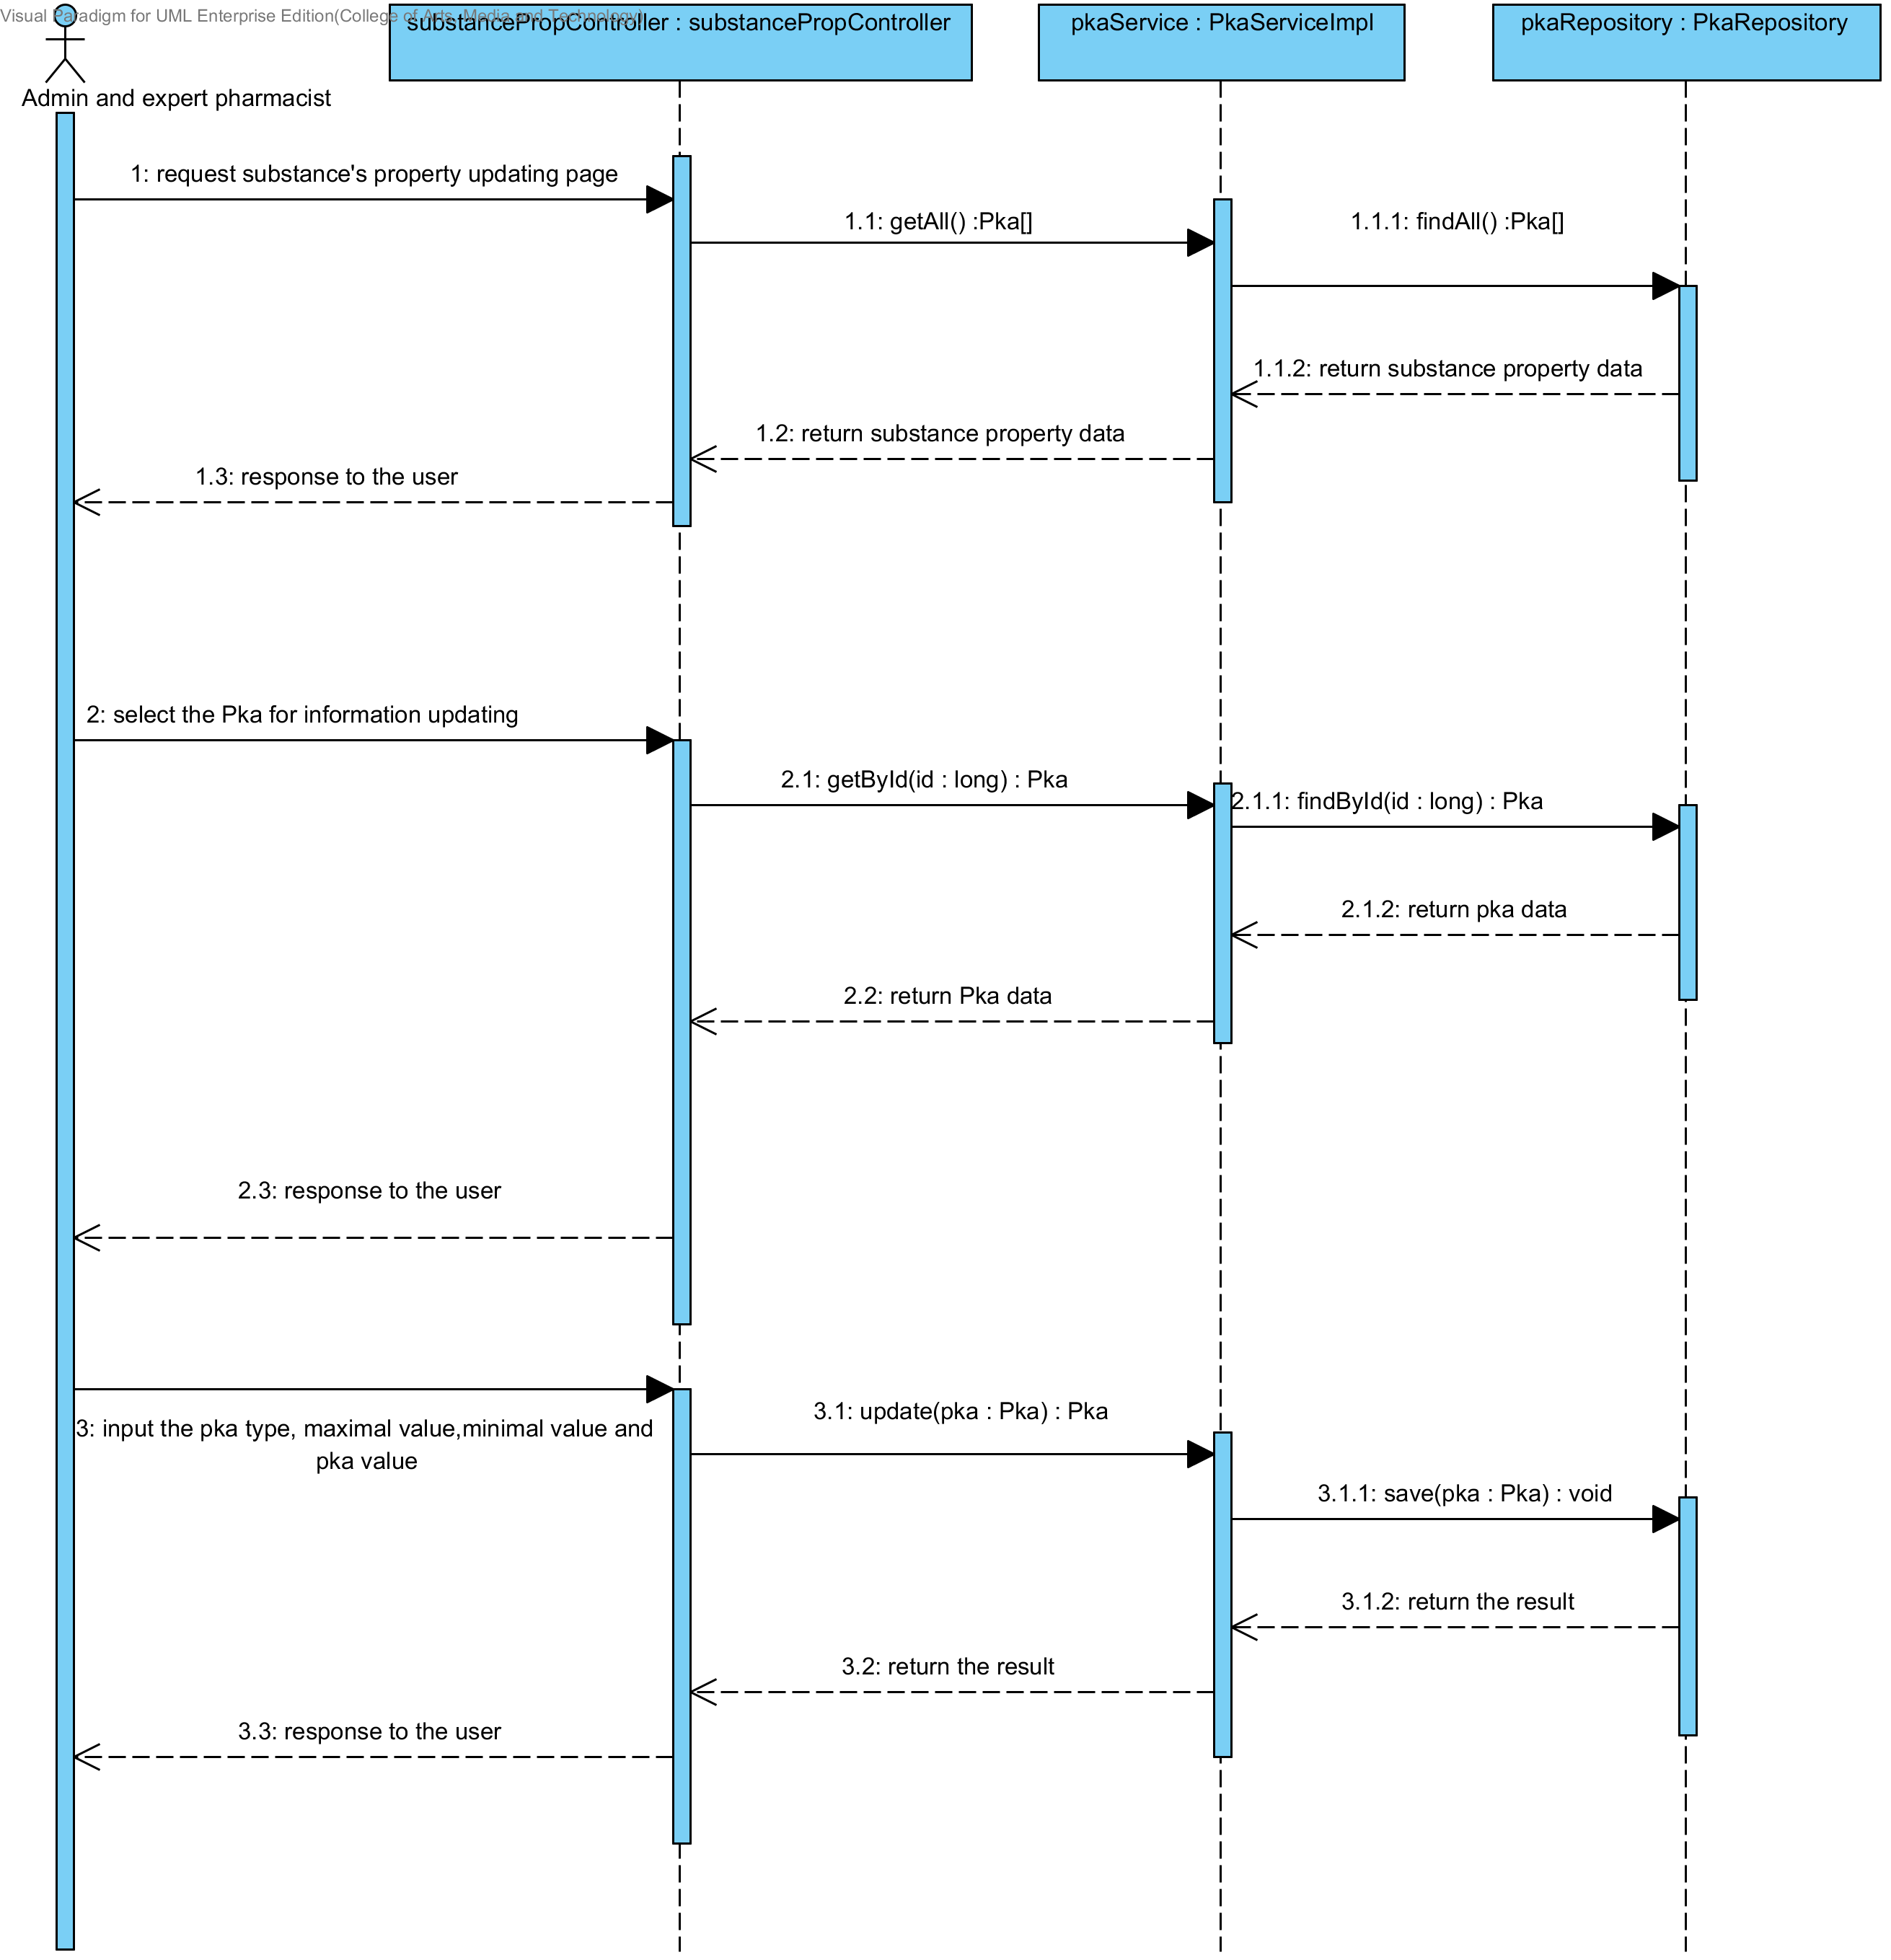 Visual Paradigm for UML Enterprise Edition(College of Arts, Media and Technology)
substancePropController : substancePropController
pkaService : PkaServiceImpl
pkaRepository : PkaRepository
Admin and expert pharmacist
1: request substance's property updating page
1.1: getAll() :Pka[]
1.1.1: findAll() :Pka[]
1.1.2: return substance property data
1.2: return substance property data
1.3: response to the user
2: select the Pka for information updating
2.1: getById(id : long) : Pka
2.1.1: findById(id : long) : Pka
2.1.2: return pka data
2.2: return Pka data
2.3: response to the user
3: input the pka type, maximal value,minimal value and
pka value
3.1: update(pka : Pka) : Pka
3.1.1: save(pka : Pka) : void
3.1.2: return the result
3.2: return the result
3.3: response to the user